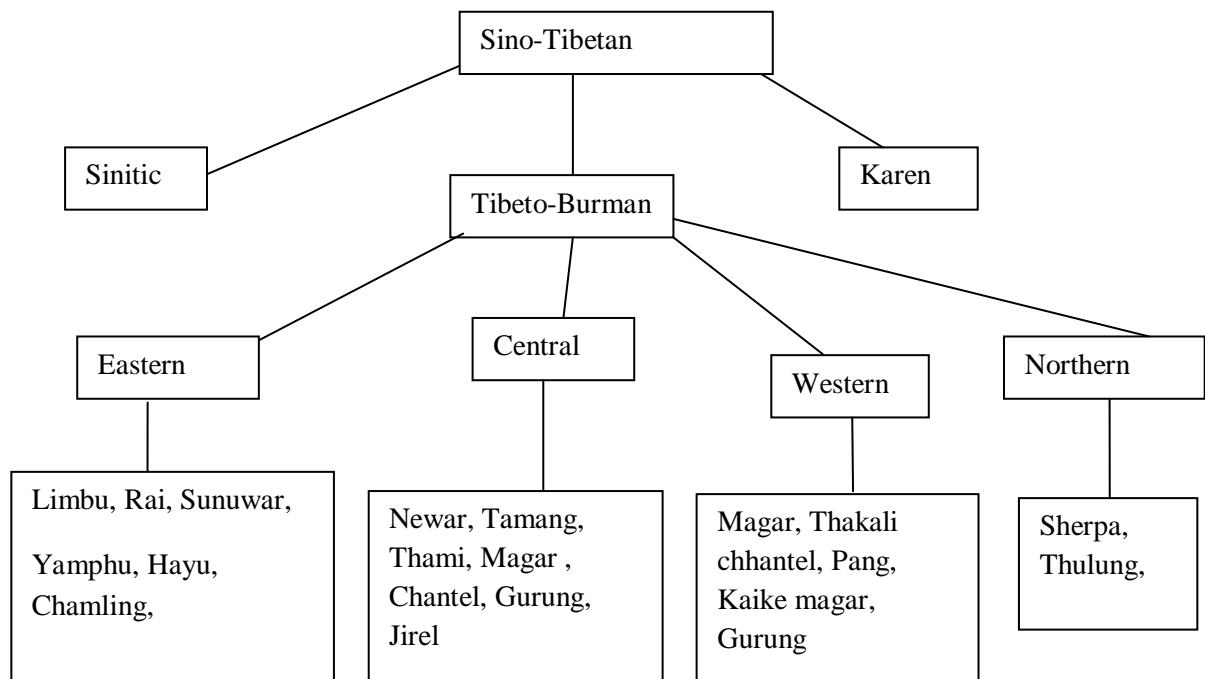 Sino-Tibetan
Sinitic
Karen
Tibeto-Burman
Eastern
Central
Western
Northern
Limbu, Rai, Sunuwar,
Yamphu, Hayu,
Chamling,
Newar, Tamang,
Thami, Magar ,
Chantel, Gurung,
Jirel
Magar, Thakali
chhantel, Pang,
Kaike magar,
Gurung
Sherpa,
Thulung,